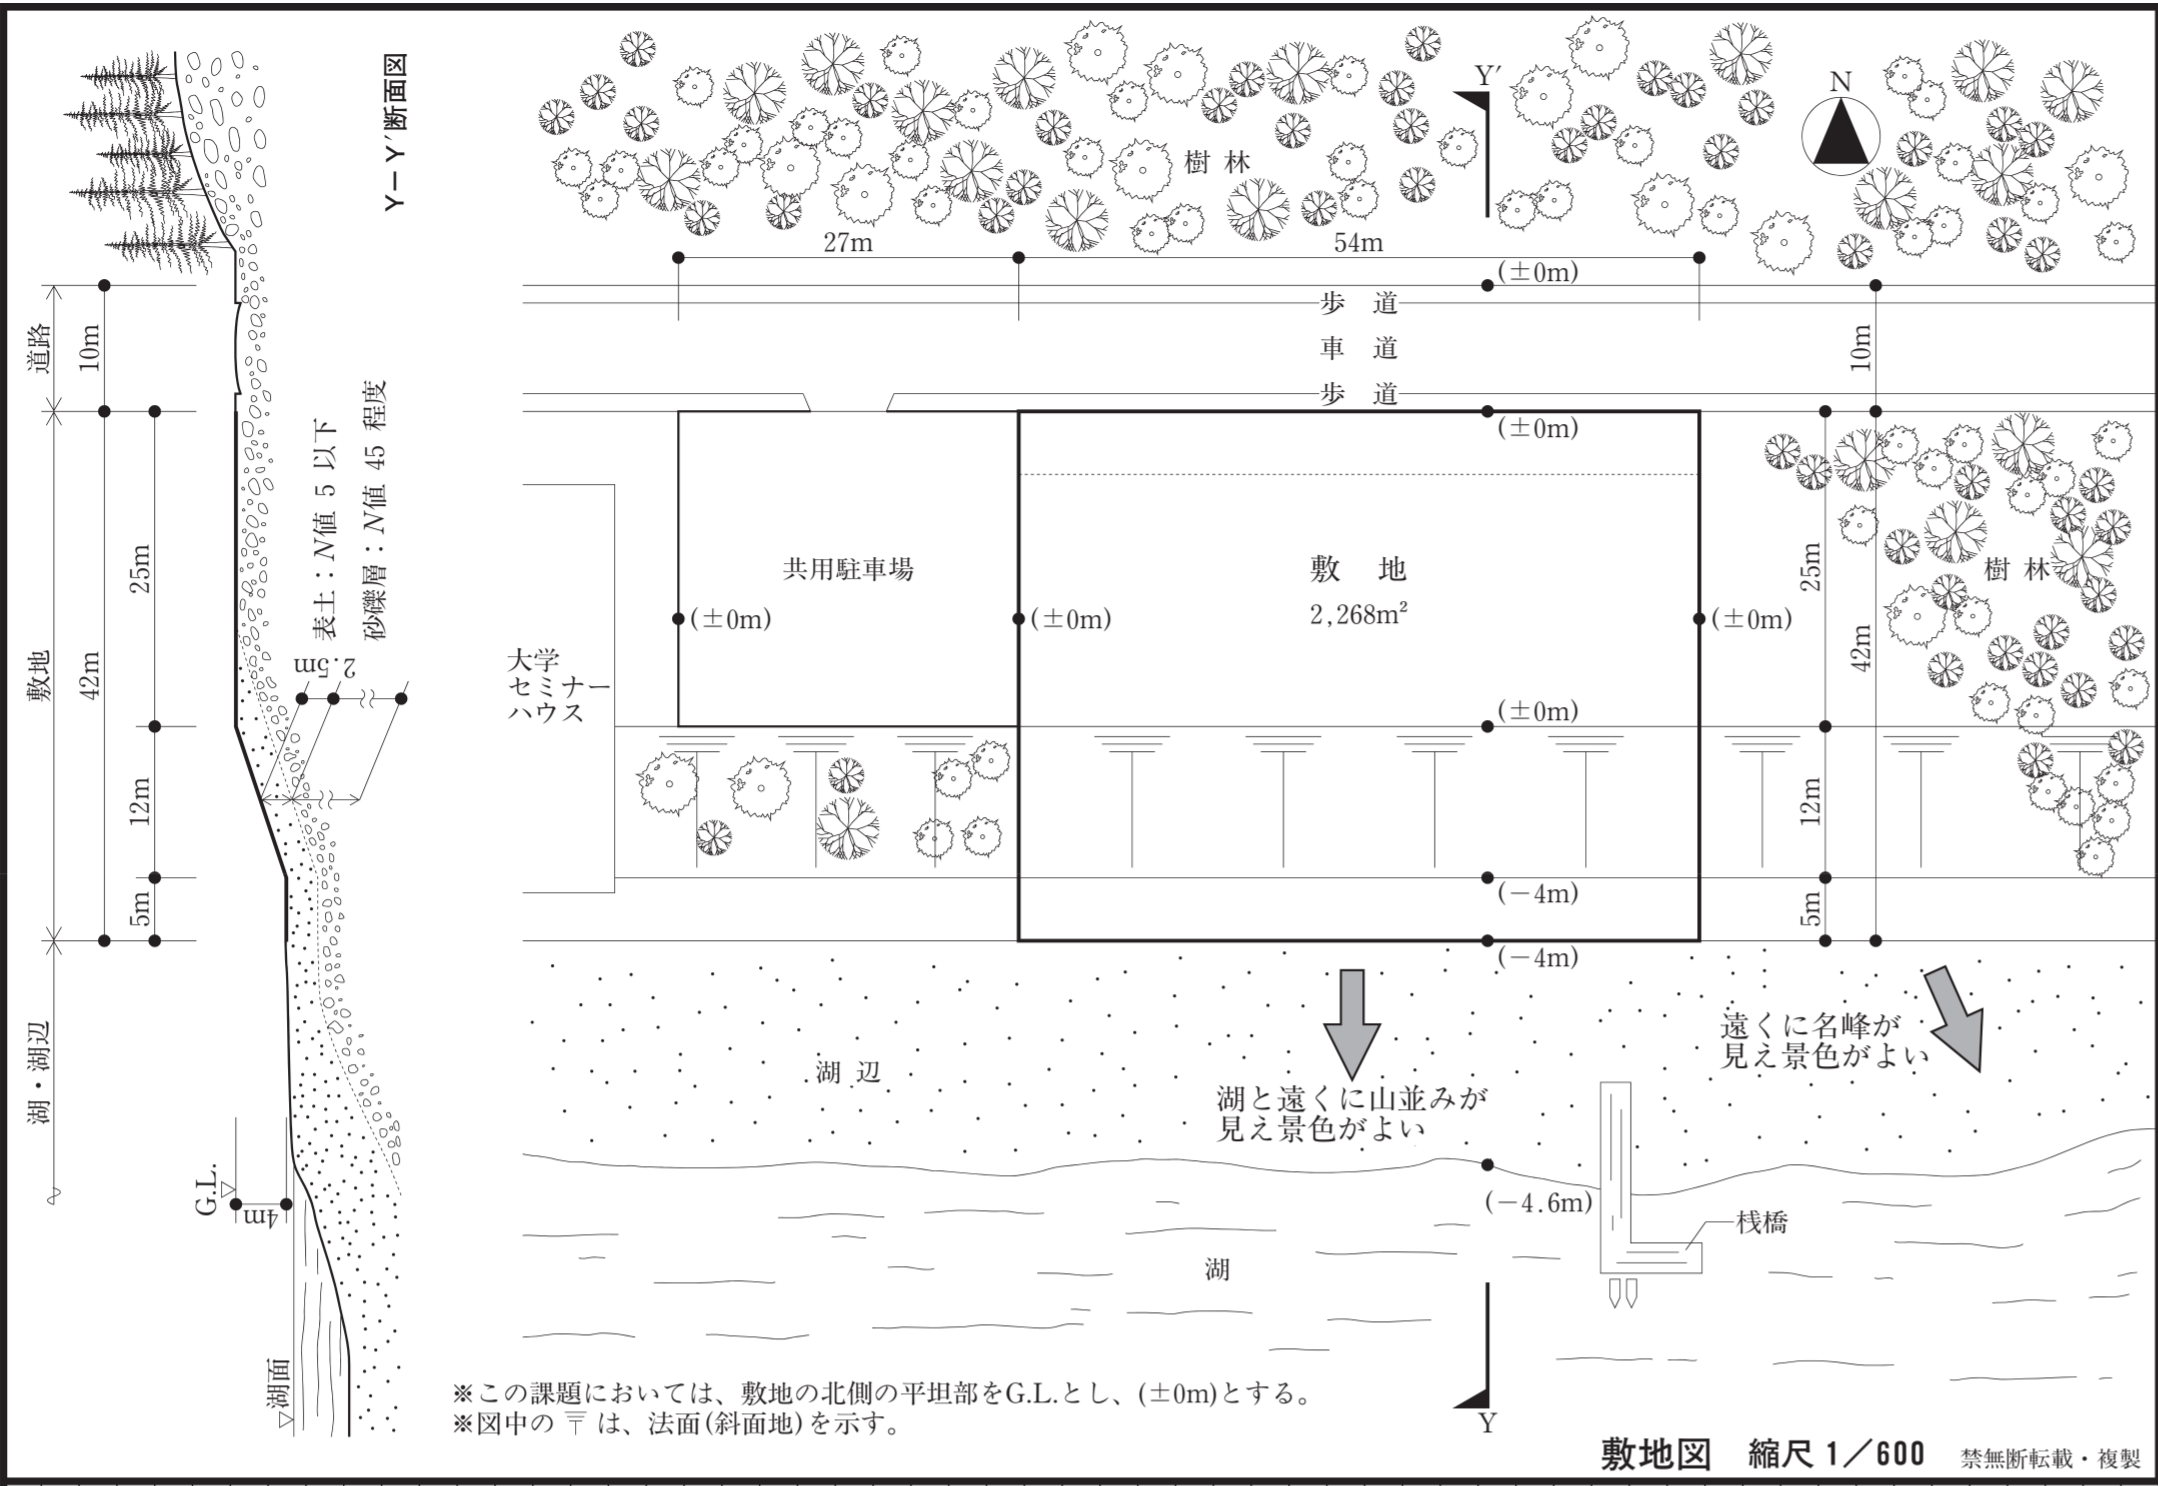 Y－Y′断面図
道路
10m
敷地
42m
25m
12m
5m
湖・湖辺
表土：N値 5 以下
砂礫層：N値 45 程度
2.5m
G.L.
4m
湖面
Y′
N
樹 林
27m
54m
(±0m)
歩　道
車　道
歩　道
10m
(±0m)
共用駐車場
敷　地
2,268m²
(±0m)
(±0m)
(±0m)
樹 林
25m
42m
大学
セミナー
ハウス
(±0m)
12m
(－4m)
5m
(－4m)
湖 辺
湖と遠くに山並みが
見え景色がよい
遠くに名峰が
見え景色がよい
(－4.6m)
桟橋
湖
Y
※この課題においては、敷地の北側の平坦部をG.L.とし、(±0m)とする。
※図中の は、法面(斜面地)を示す。
敷地図　縮尺 1／600　禁無断転載・複製